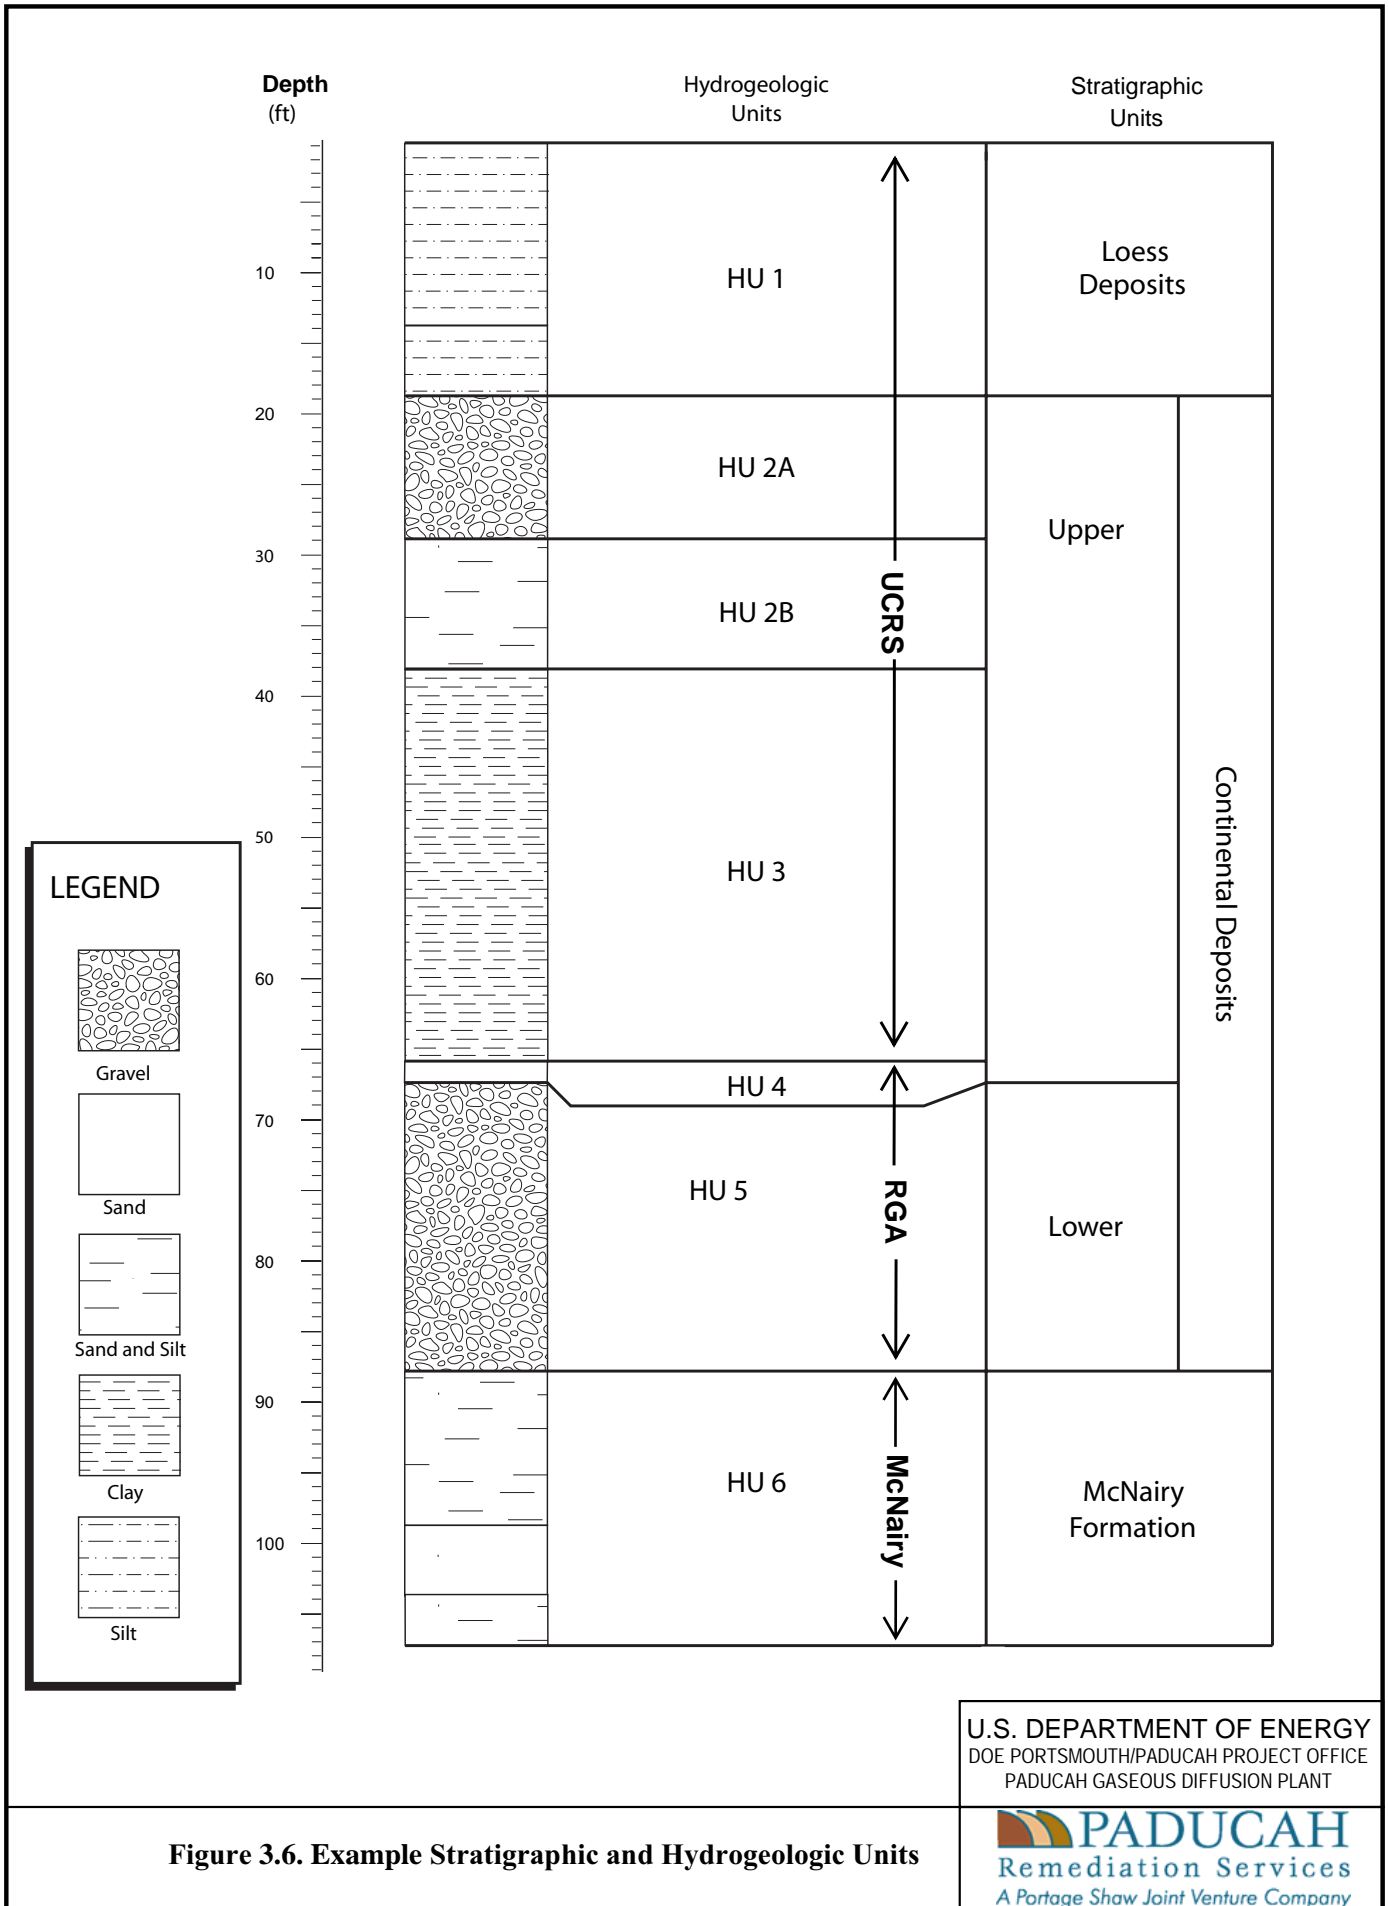 Depth
(ft)
Hydrogeologic
Units
Stratigraphic
Units
10
20
30
40
50
60
70
80
90
100
HU 1
HU 2A
HU 2B
HU 3
HU 4
HU 5
HU 6
UCRS
RGA
McNairy
Loess
Deposits
Upper
Lower
Continental Deposits
McNairy
Formation
LEGEND
Gravel
Sand
Sand and Silt
Clay
Silt
U.S. DEPARTMENT OF ENERGY
DOE PORTSMOUTH/PADUCAH PROJECT OFFICE
PADUCAH GASEOUS DIFFUSION PLANT
Figure 3.6. Example Stratigraphic and Hydrogeologic Units
PADUCAH
Remediation Services
A Portage Shaw Joint Venture Company